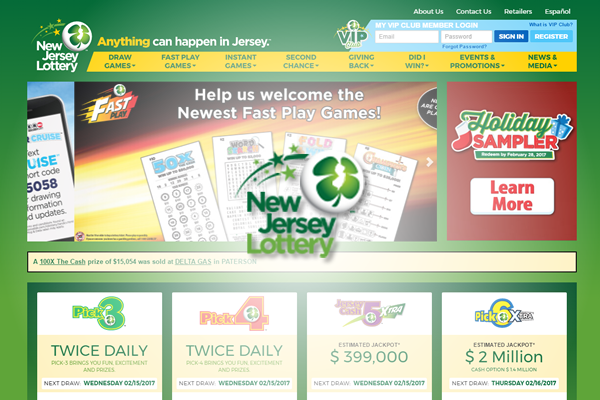 About Us
Contact Us
Retailers
Español
New
Jersey
Lottery
Anything can happen in Jersey.
VIP
Club
MY VIP CLUB MEMBER LOGIN
What is VIP Club?
Email
Password
SIGN IN
REGISTER
Forgot Password?
DRAW
GAMES
FAST PLAY
GAMES
INSTANT
GAMES
SECOND
CHANCE
GIVING
BACK
DID I
WIN?
EVENTS &
PROMOTIONS
NEWS &
MEDIA
CRUISE
ext
UISE
ort code
5058
drawing
information
and updates.
FAST
PLAY
Help us welcome the
Newest Fast Play Games!
50X
NOW
ARE
OF GA
Holiday
SAMPLER
Redeem by February 28, 2017
Learn
More
New
Jersey
Lottery
A 100X The Cash prize of $15,054 was sold at DELTA GAS in PATERSON
Pick 3
TWICE DAILY
PICK-3 BRINGS YOU FUN, EXCITEMENT
AND PRIZES.
NEXT DRAW: WEDNESDAY 02/15/2017
Pick 4
TWICE DAILY
PICK-4 BRINGS YOU FUN, EXCITEMENT
AND PRIZES.
NEXT DRAW: WEDNESDAY 02/15/2017
Jersey
Cash 5 XTRA
ESTIMATED JACKPOT*
$ 399,000
NEXT DRAW: WEDNESDAY 02/15/2017
Pick 6 XTRA
ESTIMATED JACKPOT*
$ 2 Million
CASH OPTION $ 1.4 MILLION
NEXT DRAW: THURSDAY 02/16/2017